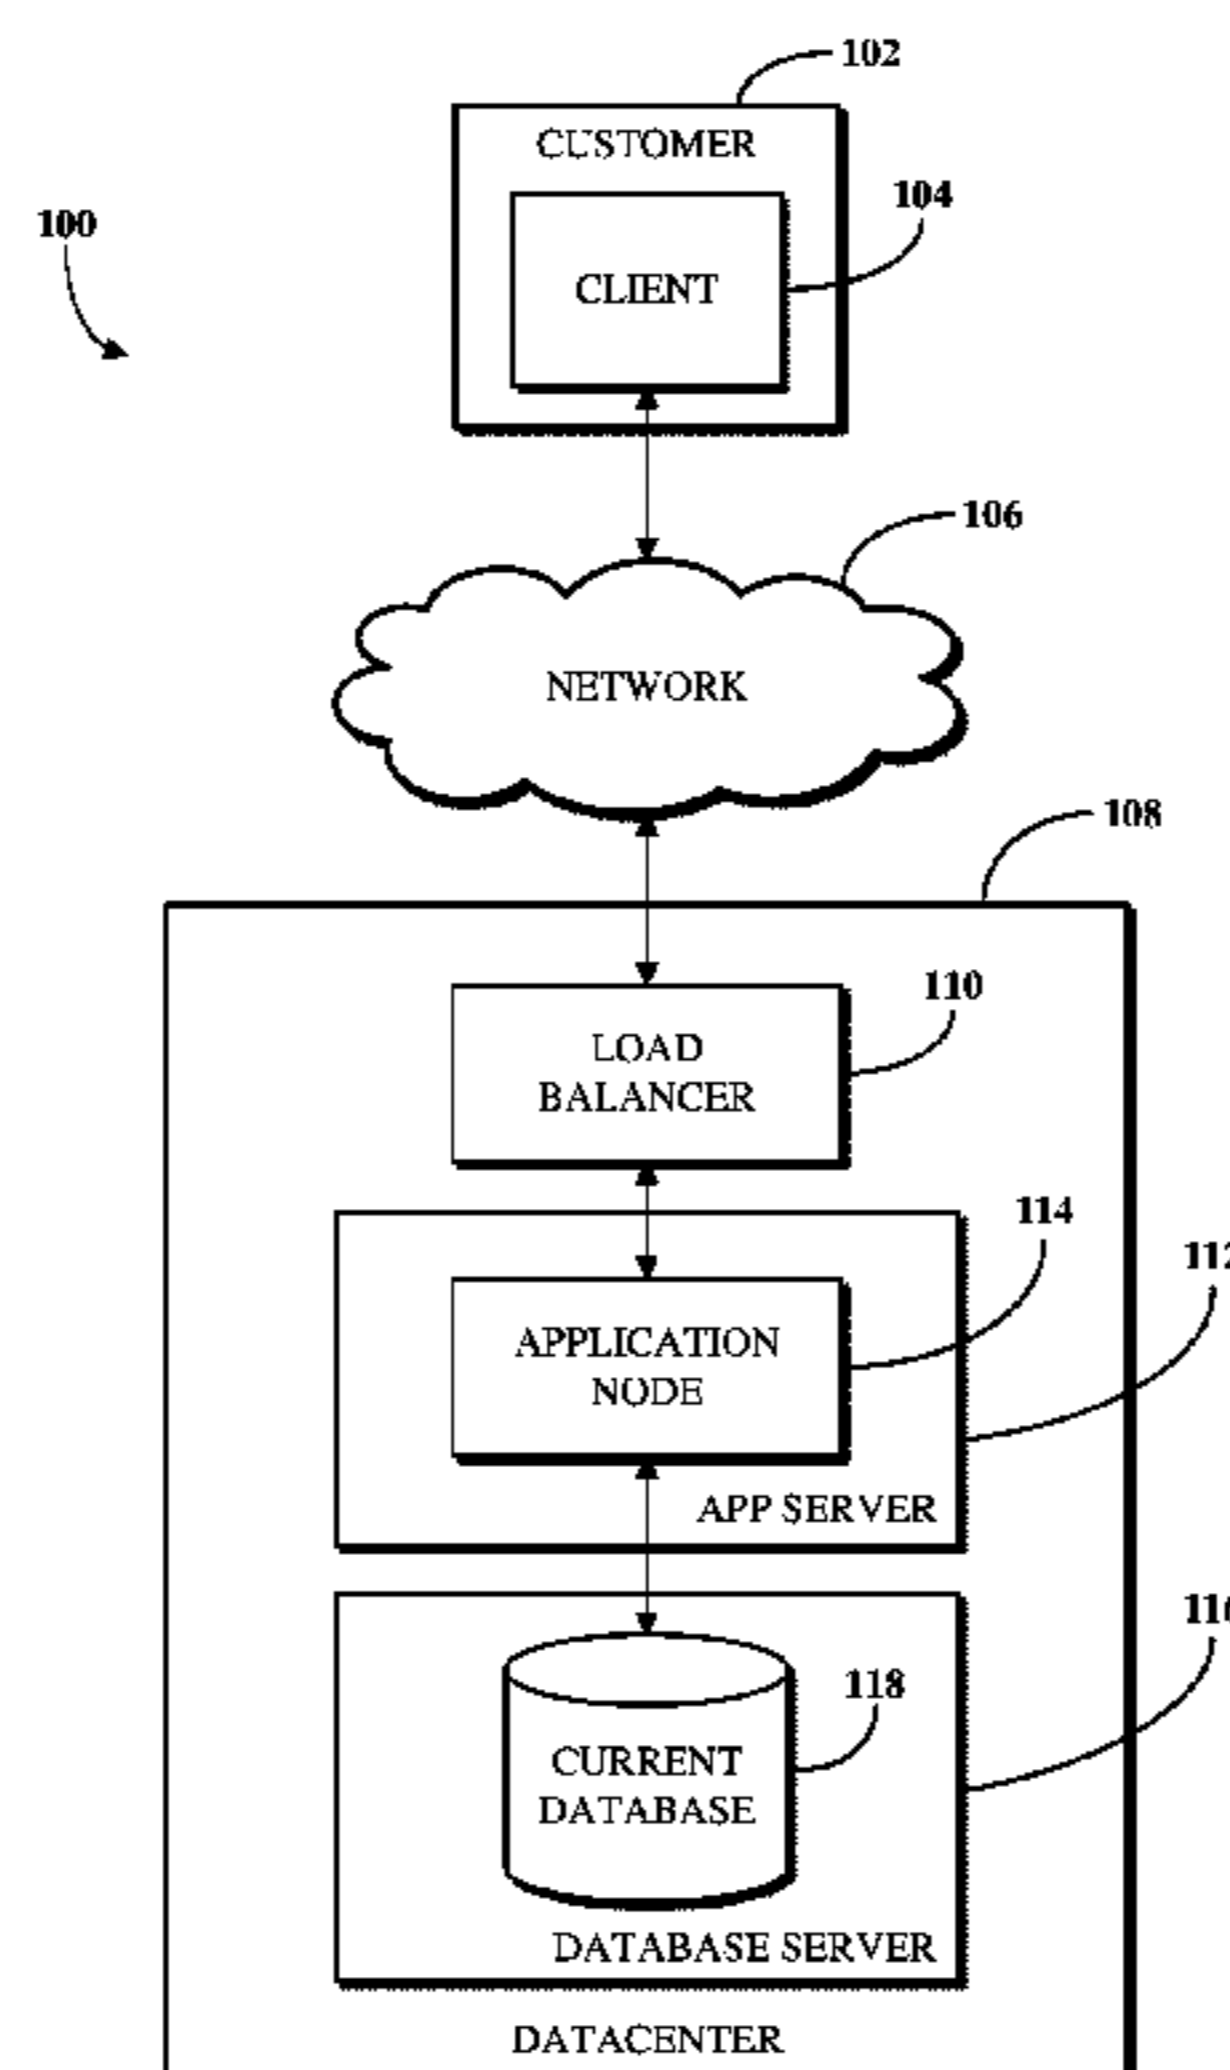 102
CUSTOMER
104
100
CLIENT
106
NETWORK
108
110
LOAD
BALANCER
114
APPLICATION
NODE
APP SERVER
118
CURRENT
DATABASE
DATABASE SERVER
DATACENTER